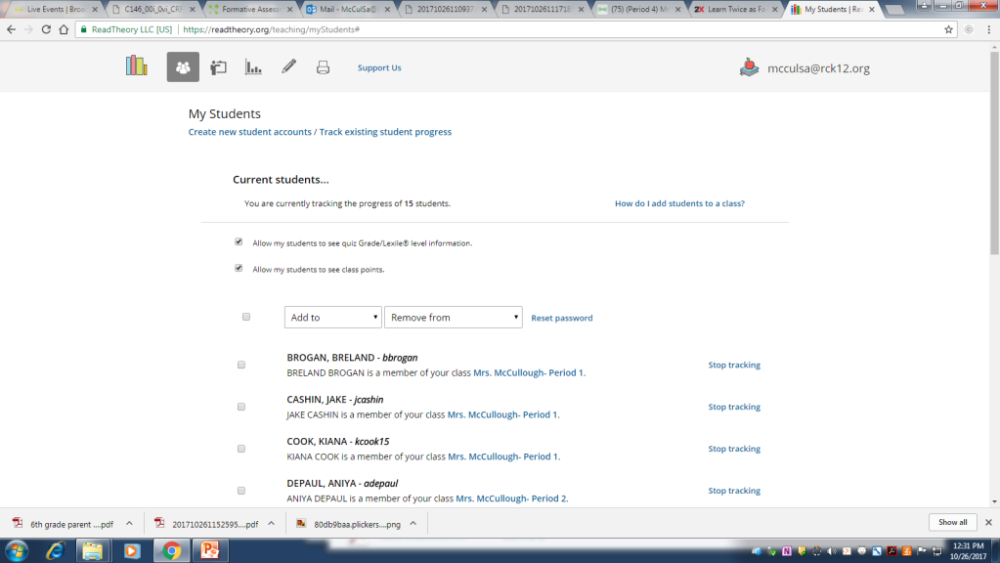 Live Events | Broa
C146_00i_0vi_CRP
Formative Assess
Mail - McCulSa@
20171026110937
20171026111718
(75) (Period 4) M
2X Learn Twice as Fa
My Students | Re
ReadTheory LLC [US] | https://readtheory.org/teaching/myStudents#
Support Us
mcculsa@rck12.org
My Students
Create new student accounts / Track existing student progress
Current students...
You are currently tracking the progress of 15 students.
How do I add students to a class?
Allow my students to see quiz Grade/Lexile® level information.
Allow my students to see class points.
Add to
Remove from
Reset password
BROGAN, BRELAND - bbrogan
BRELAND BROGAN is a member of your class Mrs. McCullough- Period 1.
Stop tracking
CASHIN, JAKE - jcashin
JAKE CASHIN is a member of your class Mrs. McCullough- Period 1.
Stop tracking
COOK, KIANA - kcook15
KIANA COOK is a member of your class Mrs. McCullough- Period 1.
Stop tracking
DEPAUL, ANIYA - adepaul
ANIYA DEPAUL is a member of your class Mrs. McCullough- Period 2.
Stop tracking
6th grade parent ....pdf
201710261152595....pdf
80db9baa.plickers....png
Show all
12:31 PM
10/26/2017